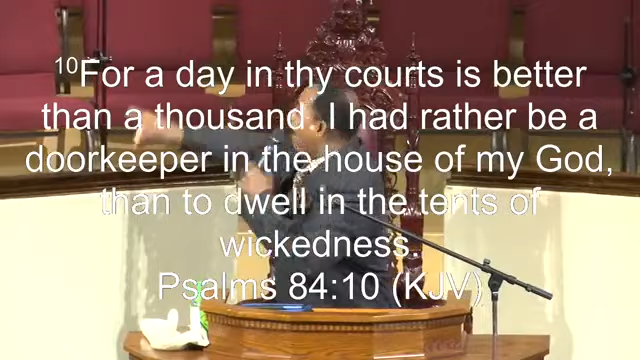 ¹⁰For a day in thy courts is better
than a thousand. I had rather be a
doorkeeper in the house of my God,
than to dwell in the tents of
wickedness.
Psalms 84:10 (KJV)